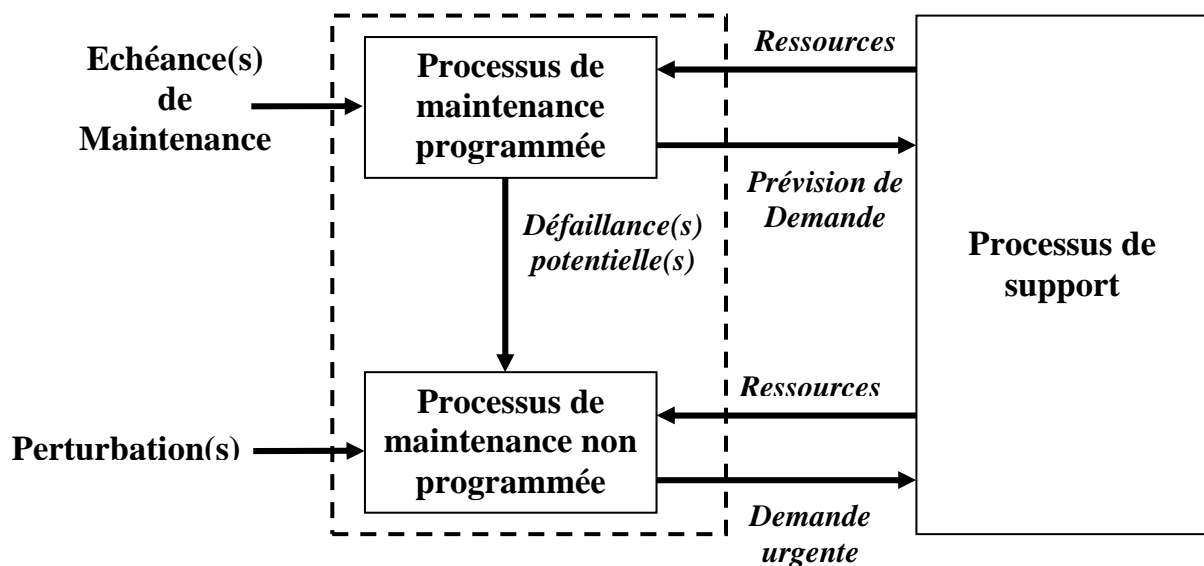 Echéance(s)
de
Maintenance
Processus de
maintenance
programmée
Ressources
Prévision de
Demande
Défaillance(s)
potentielle(s)
Processus de
support
Perturbation(s)
Processus de
maintenance non
programmée
Ressources
Demande
urgente